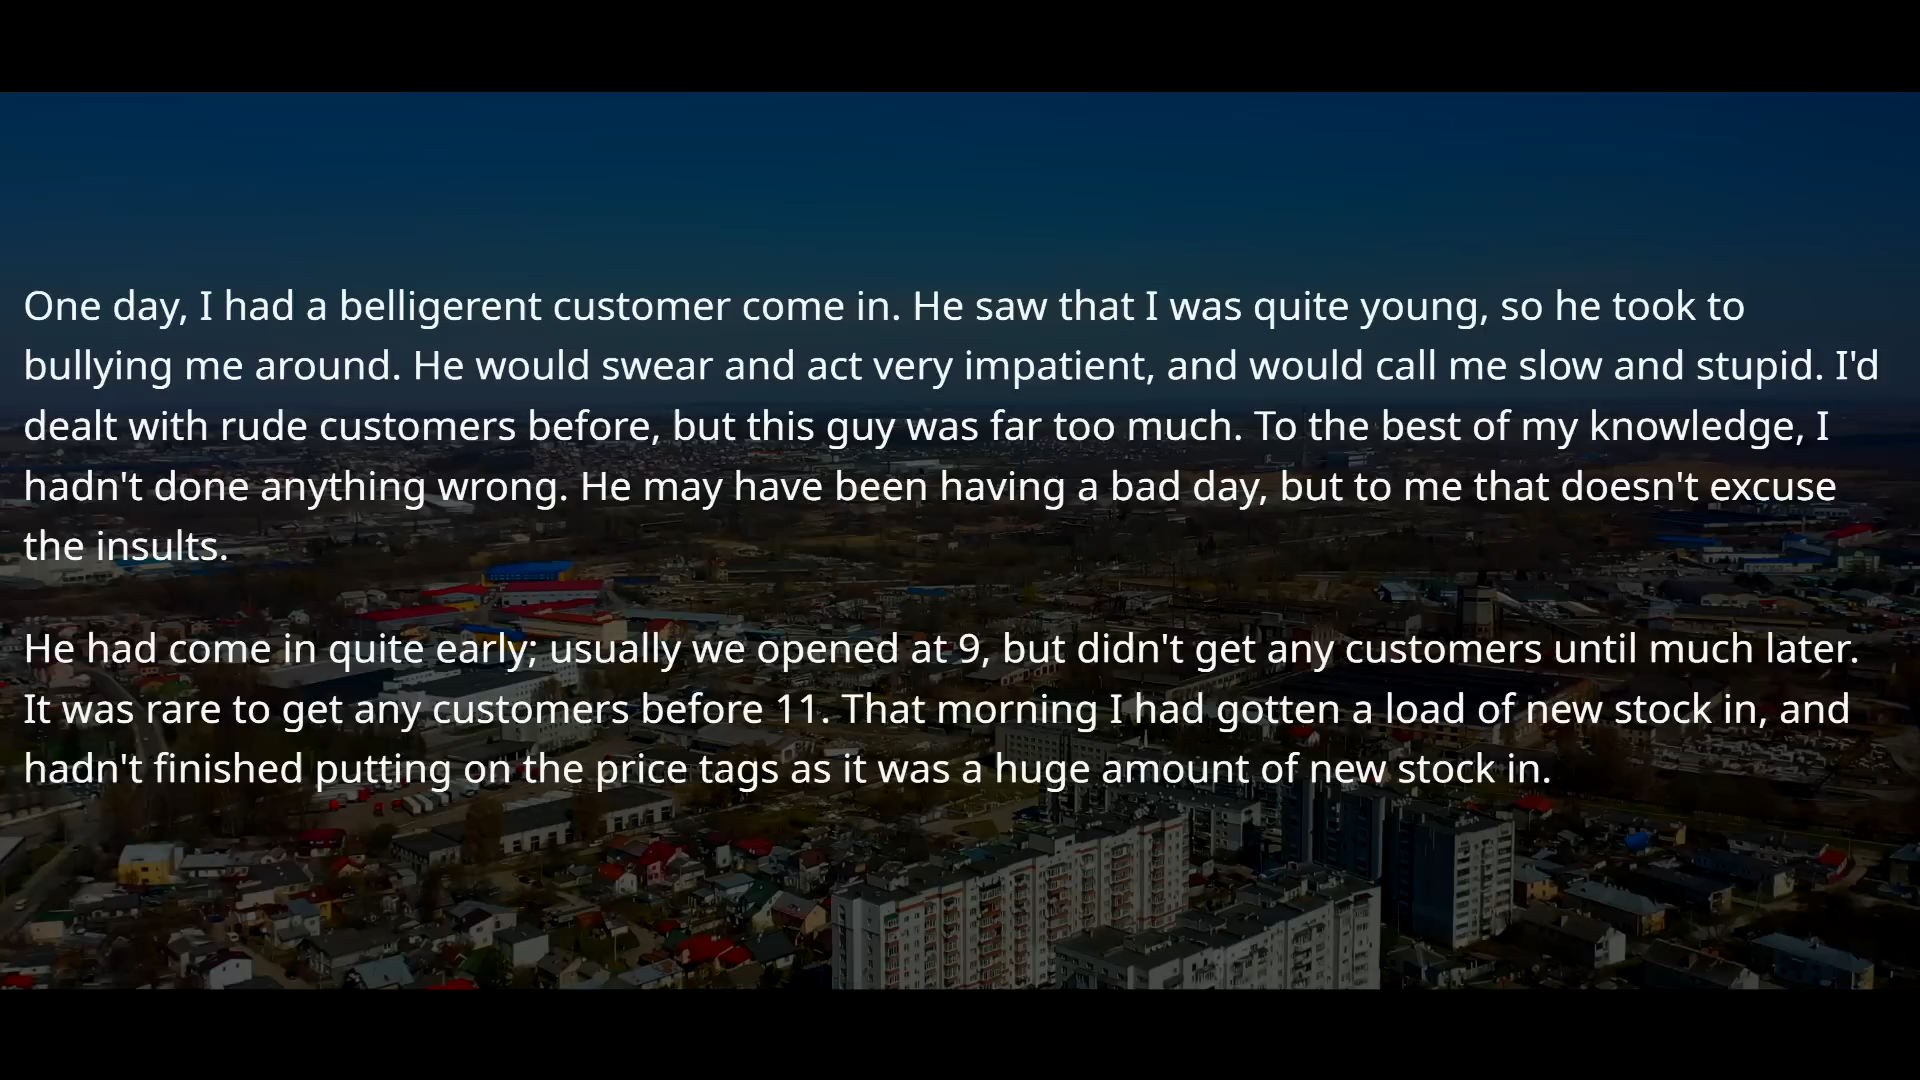 One day, I had a belligerent customer come in. He saw that I was quite young, so he took to
bullying me around. He would swear and act very impatient, and would call me slow and stupid. I'd
dealt with rude customers before, but this guy was far too much. To the best of my knowledge, I
hadn't done anything wrong. He may have been having a bad day, but to me that doesn't excuse
the insults.
He had come in quite early; usually we opened at 9, but didn't get any customers until much later.
It was rare to get any customers before 11. That morning I had gotten a load of new stock in, and
hadn't finished putting on the price tags as it was a huge amount of new stock in.